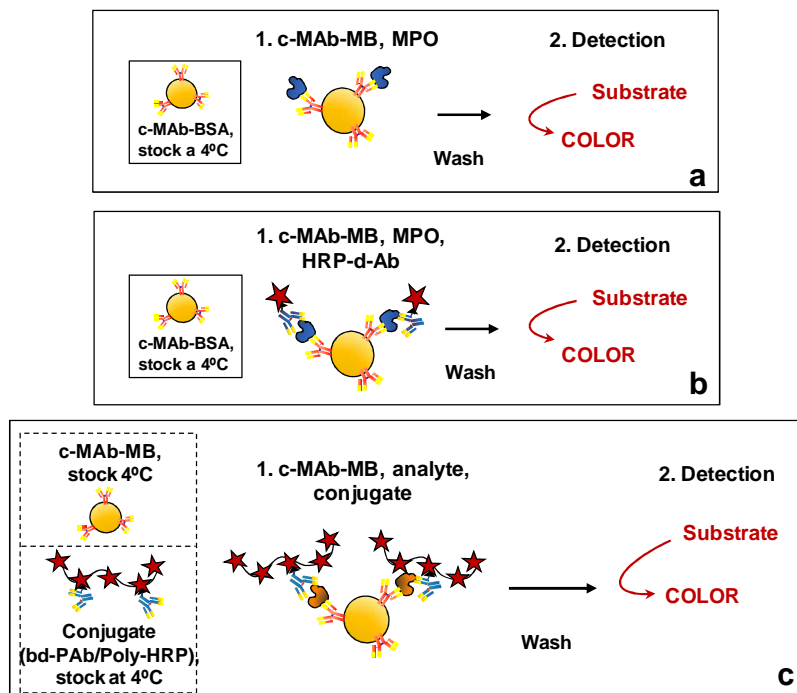 1. c-MAb-MB, MPO
2. Detection
c-MAb-BSA,
stock a 4ºC
Wash
Substrate
COLOR
a
1. c-MAb-MB, MPO,
HRP-d-Ab
2. Detection
c-MAb-BSA,
stock a 4ºC
Wash
Substrate
COLOR
b
c-MAb-MB,
stock 4ºC
Conjugate
(bd-PAb/Poly-HRP),
stock at 4ºC
1. c-MAb-MB, analyte,
conjugate
Wash
2. Detection
Substrate
COLOR
c